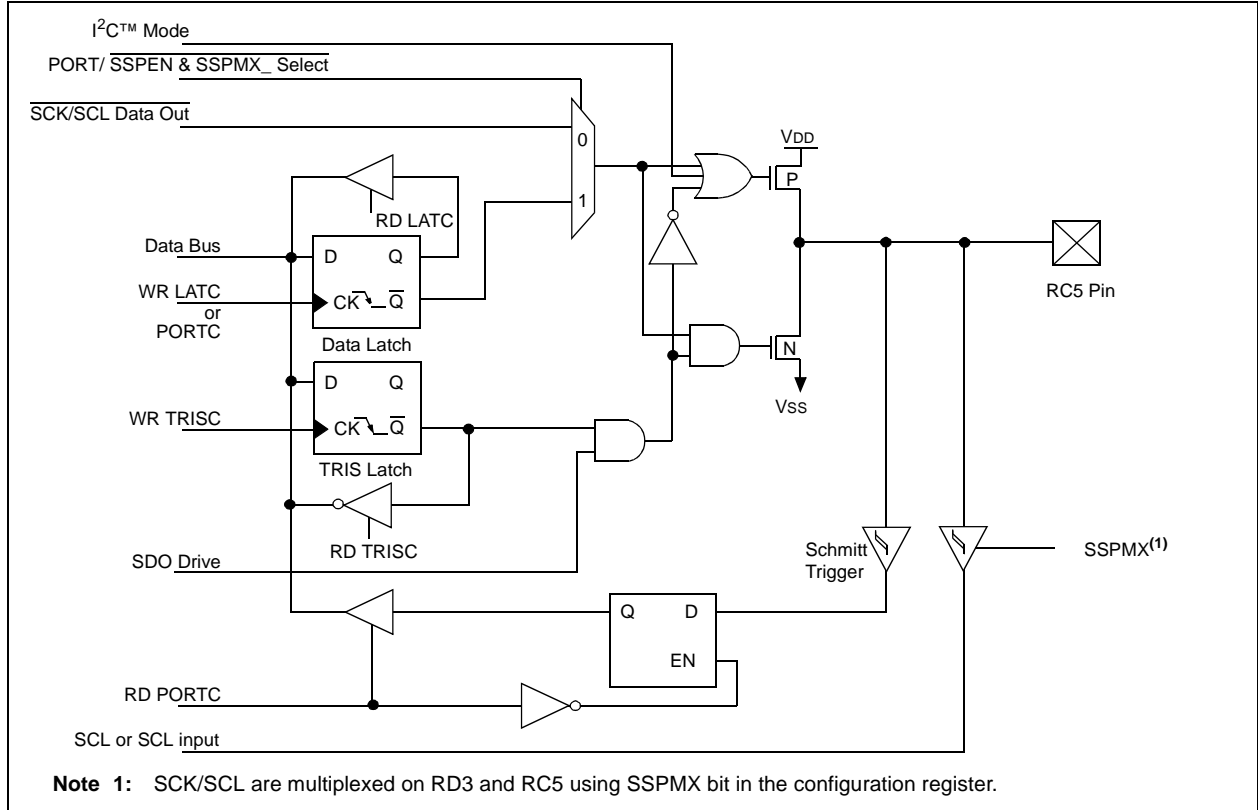 I²C™ Mode
PORT/ SSPEN & SSPMX_ Select
SCK/SCL Data Out
0
1
VDD
P
RD LATC
Data Bus
D Q
RC5 Pin
WR LATC
or
PORTC
CK Q
Data Latch
N
VSS
D Q
WR TRISC
CK Q
TRIS Latch
RD TRISC
Schmitt
Trigger
SSPMX(1)
SDO Drive
Q D
EN
RD PORTC
SCL or SCL input
Note 1: SCK/SCL are multiplexed on RD3 and RC5 using SSPMX bit in the configuration register.